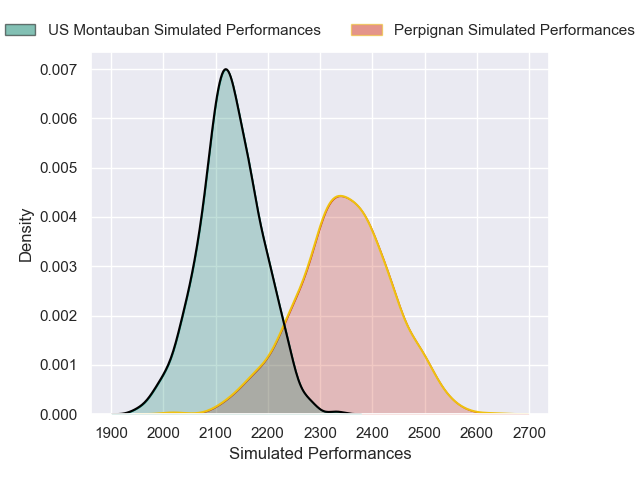 US Montauban Simulated Performances Perpignan Simulated Performances
0.007
0.006
0.005
0.004
0.003
0.002
0.001
0.000
Density
1900 2000 2100 2200 2300 2400 2500 2600 2700
Simulated Performances